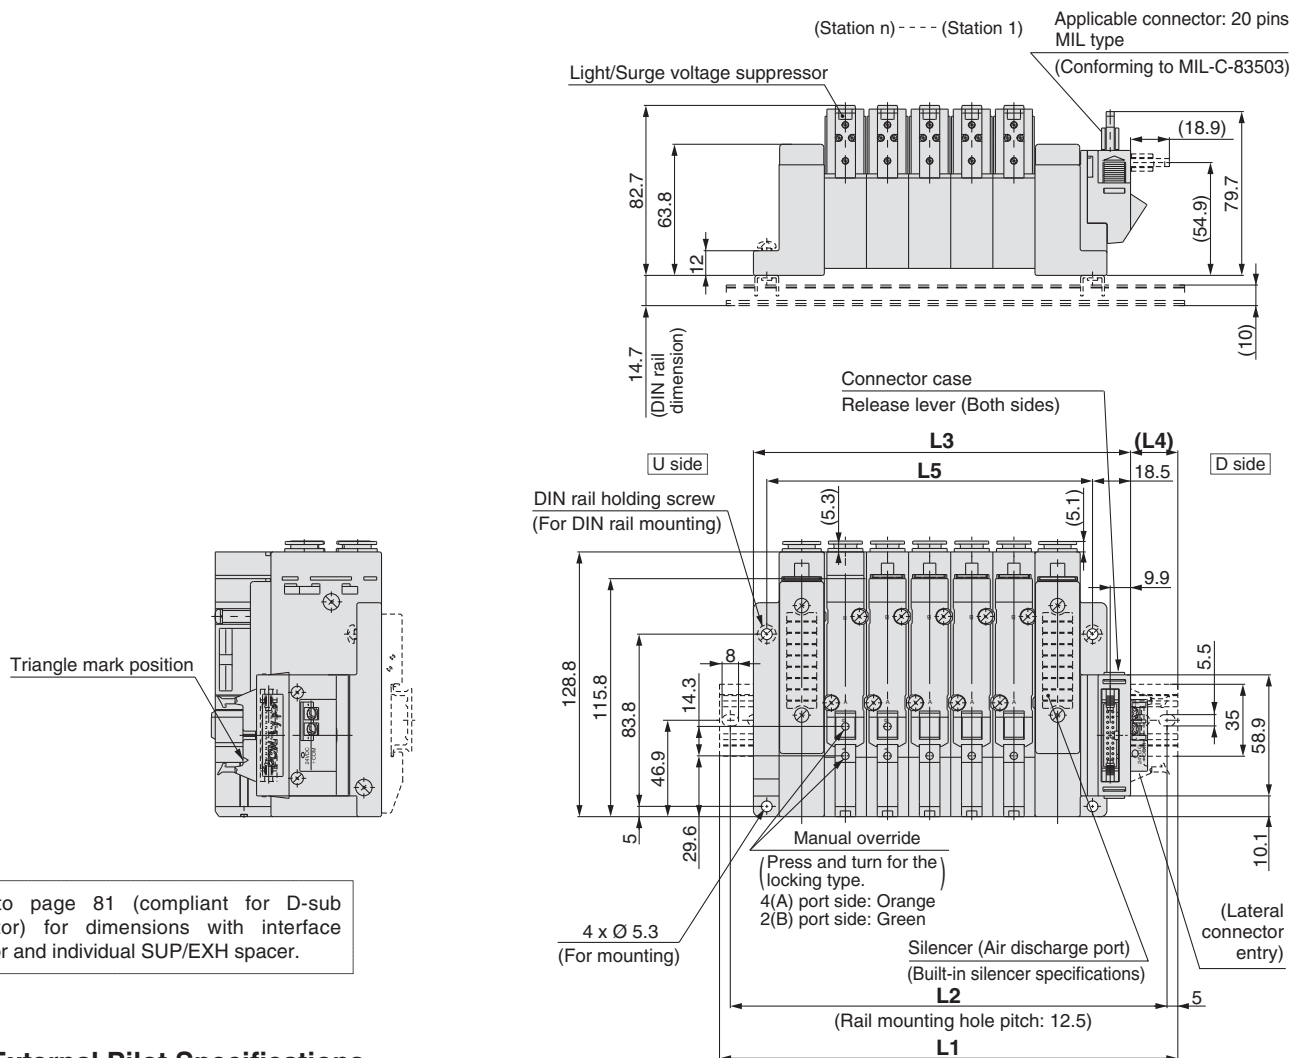 (Station n) ---- (Station 1)
Applicable connector: 20 pins
MIL type
(Conforming to MIL-C-83503)
Light/Surge voltage suppressor
(18.9)
82.7
63.8
12
(54.9)
79.7
14.7
(DIN rail
dimension)
(10)
Connector case
Release lever (Both sides)
L3
(L4)
U side
D side
L5
18.5
DIN rail holding screw
(For DIN rail mounting)
(5.3)
(5.1)
9.9
Triangle mark position
128.8
115.8
83.8
46.9
8
14.3
5.5
35
58.9
5
29.6
10.1
Manual override
(Press and turn for the
locking type.)
4(A) port side: Orange
2(B) port side: Green
to page 81 (compliant for D-sub
tor) for dimensions with interface
or and individual SUP/EXH spacer.
4 x Ø 5.3
(For mounting)
Silencer (Air discharge port)
(Built-in silencer specifications)
(Lateral
connector
entry)
L2
5
(Rail mounting hole pitch: 12.5)
L1
External Pilot Specifications